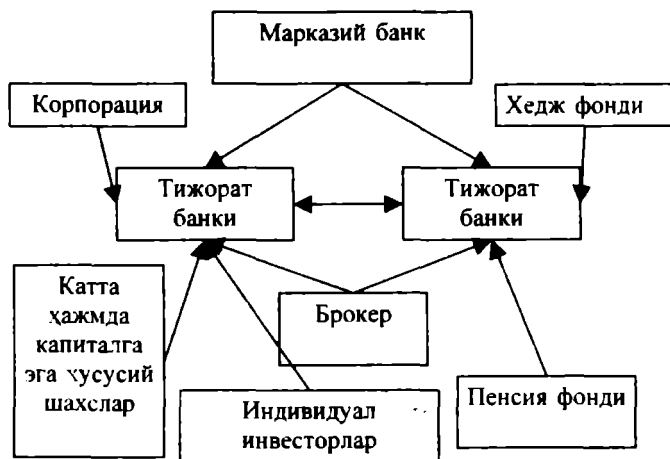 Марказий банк
Корпорация
Хедж фонди
Тижорат
банки
Тижорат
банки
Катта
ҳажмда
капиталга
эга хусусий
шахслар
Брокер
Индивидуал
инвесторлар
Пенсия фонди